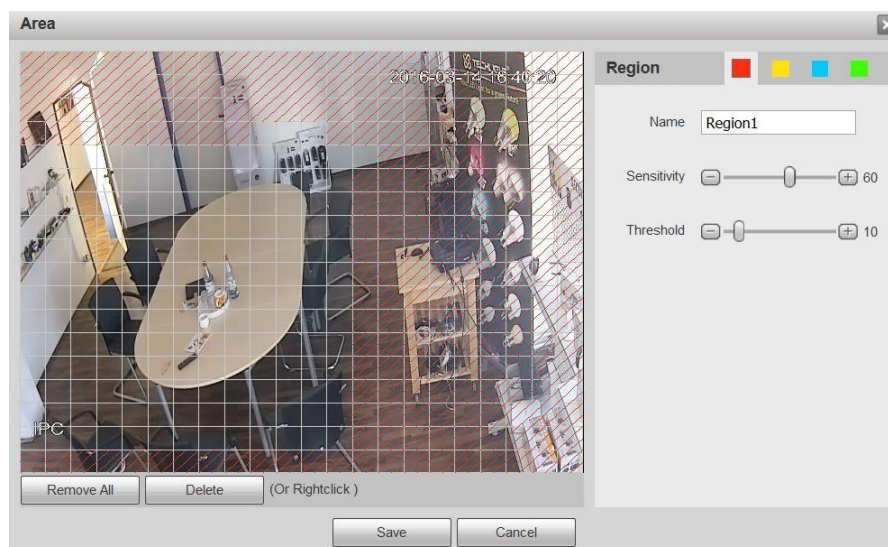 Area
2016-03-14 16:40:20
IPC
Region
Name
Region1
Sensitivity
60
Threshold
10
Remove All
Delete
(Or Rightclick )
Save
Cancel